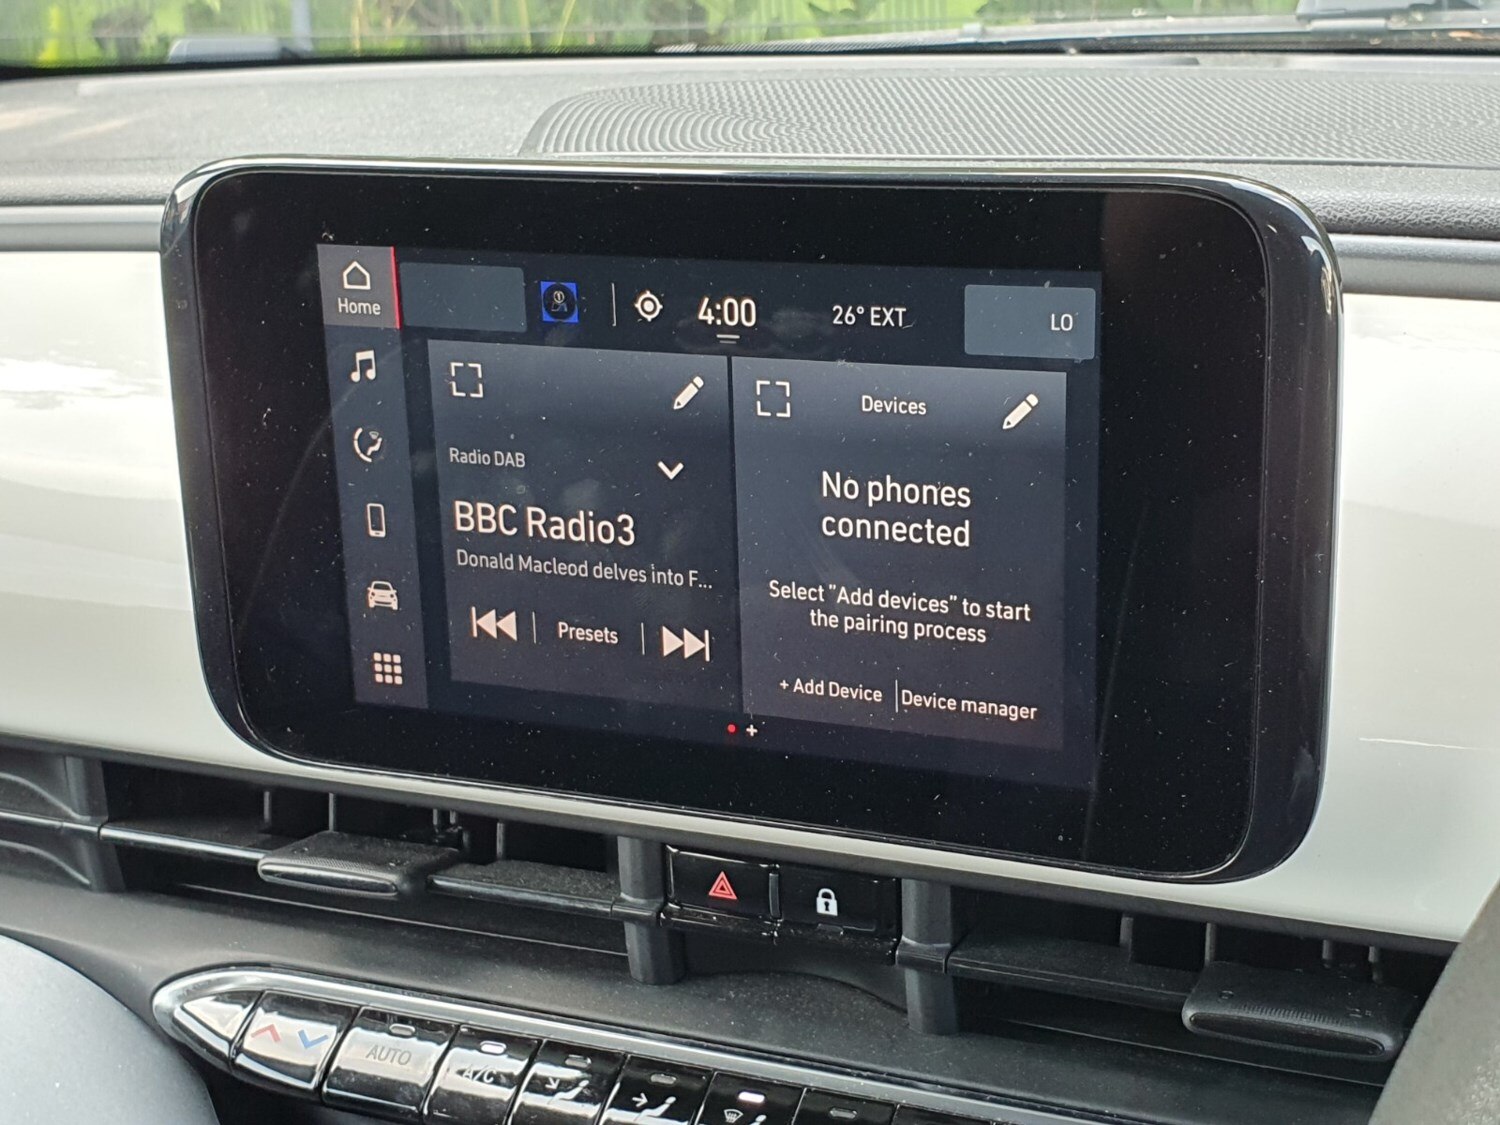 Home
4:00
26° EXT
LO
Radio DAB
BBC Radio3
Donald Macleod delves into F...
Presets
Devices
No phones
connected
Select "Add devices" to start
the pairing process
+ Add Device
Device manager
+
AUTO
A/C